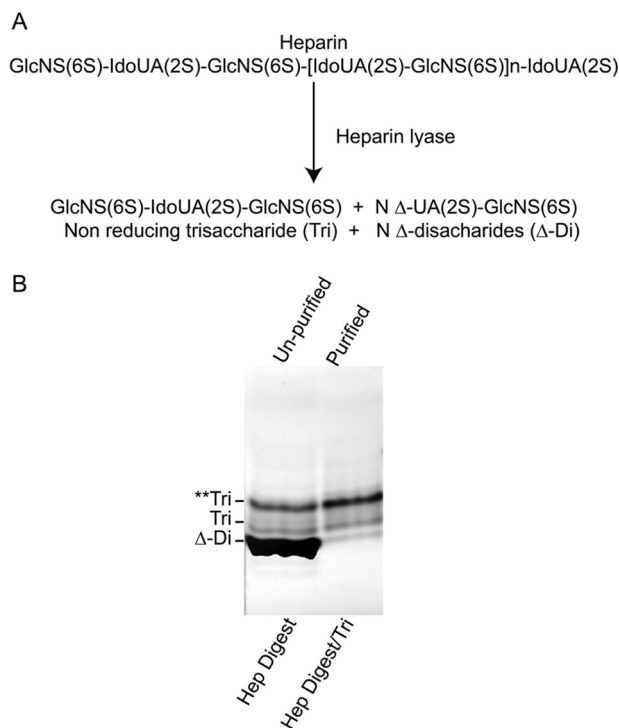 A
Heparin
GlcNS(6S)-IdoUA(2S)-GlcNS(6S)-[IdoUA(2S)-GlcNS(6S)]n-IdoUA(2S)
Heparin lyase
GlcNS(6S)-IdoUA(2S)-GlcNS(6S) + N Δ-UA(2S)-GlcNS(6S)
Non reducing trisaccharide (Tri) + N Δ-disacharides (Δ-Di)
B
Un-purified
Purified
**Tri
Tri
Δ-Di
Hep Digest
Hep Digest/Tri